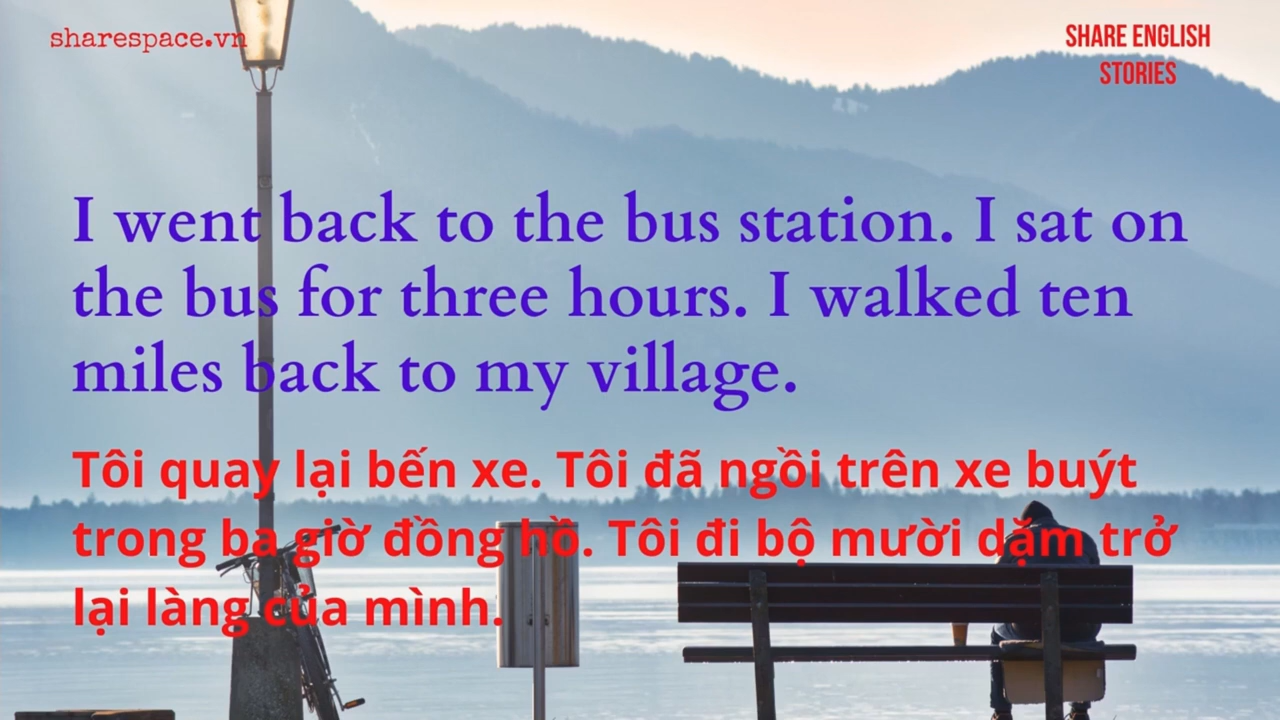 sharespace.vn
SHARE ENGLISH
STORIES
I went back to the bus station. I sat on
the bus for three hours. I walked ten
miles back to my village.
Tôi quay lại bến xe. Tôi đã ngồi trên xe buýt
trong ba giờ đồng hồ. Tôi đi bộ mười dặm trở
lại làng của mình.